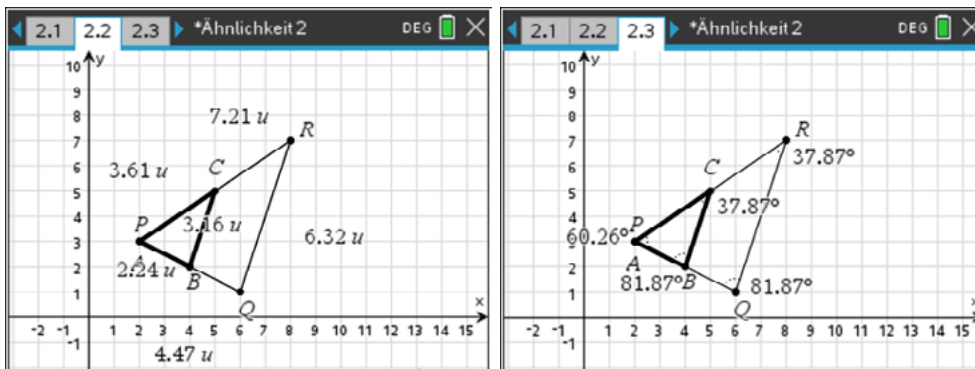 2.1 2.2 2.3 *Ähnlichkeit 2 DEG
10 y
9
8
7.21 u
R
7
6
3.61 u
C
5
4
P
3.16 u
6.32 u
3
A
2.24 u
2
B
1
Q
x
-2 -1 1 2 3 4 5 6 7 8 9 10 11 12 13 14 15
-1
4.47 u
2.1 2.2 2.3 *Ähnlichkeit 2 DEG
10 y
9
8
R
7
37.87°
6
C
5
37.87°
4
P
60.26°
3
A
2
81.87°
B
81.87°
1
Q
x
-2 -1 1 2 3 4 5 6 7 8 9 10 11 12 13 14 15
-1